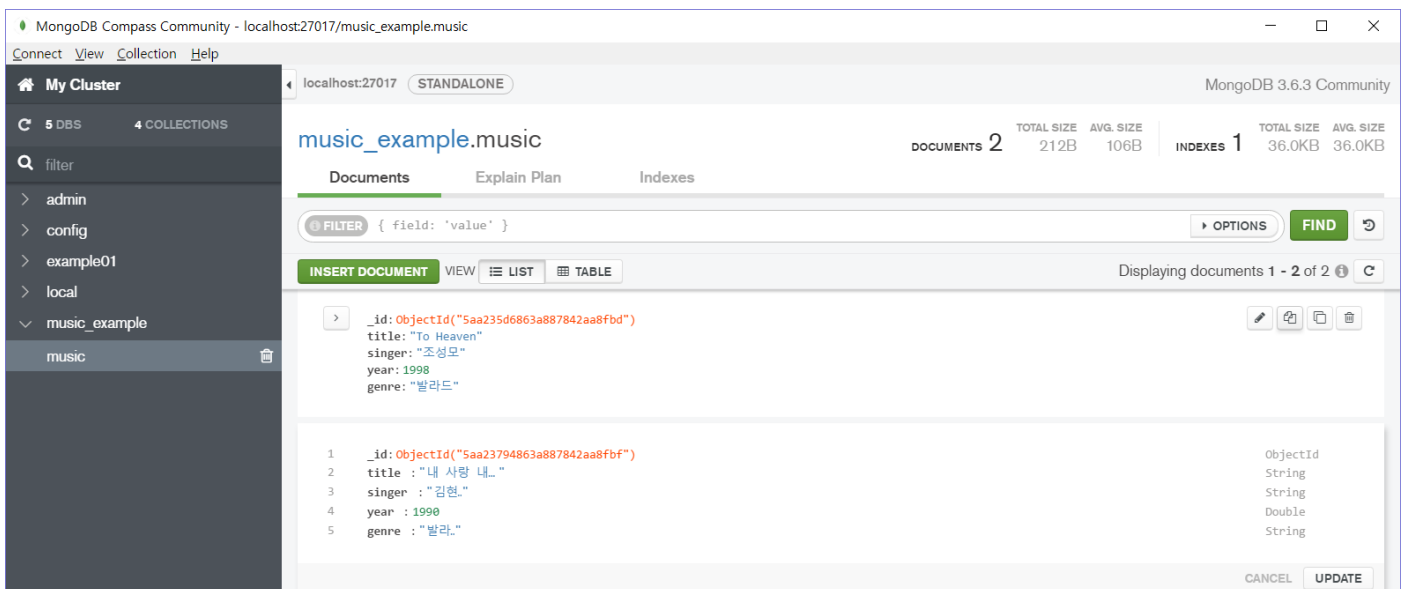 MongoDB Compass Community - localhost:27017/music_example.music
Connect View Collection Help
My Cluster
localhost:27017 STANDALONE
MongoDB 3.6.3 Community
5 DBS 4 COLLECTIONS
filter
admin
config
example01
local
music_example
music
music_example.music
DOCUMENTS 2 TOTAL SIZE 212B AVG. SIZE 106B
INDEXES 1 TOTAL SIZE 36.0KB AVG. SIZE 36.0KB
Documents Explain Plan Indexes
FILTER { field: 'value' } OPTIONS FIND
INSERT DOCUMENT VIEW LIST TABLE Displaying documents 1 - 2 of 2
_id:ObjectId("5aa235d6863a887842aa8fbd")
title:"To Heaven"
singer:"조성모"
year:1998
genre:"발라드"
1 _id:ObjectId("5aa23794863a887842aa8fbf") ObjectId
2 title :"내 사랑 내…" String
3 singer :"김현.." String
4 year :1990 Double
5 genre :"발라.." String
CANCEL UPDATE